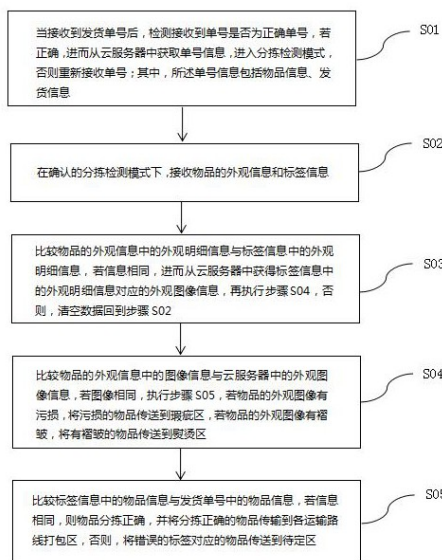 当接收到发货单号后，检测接收到单号是否为正确单号，若
正确，进而从云服务器中获取单号信息，进入分拣检测模式，
否则重新接收单号；其中，所述单号信息包括物品信息、发
货信息
S01
在确认的分拣检测模式下，接收物品的外观信息和标签信息
S02
比较物品的外观信息中的外观明细信息与标签信息中的外观
明细信息，若信息相同，进而从云服务器中获得标签信息中
的外观明细信息对应的外观图像信息，再执行步骤S04，否
则，清空数据回到步骤S02
S03
比较物品的外观信息中的图像信息与云服务器中的外观图
像信息，若图像相同，执行步骤S05，若物品的外观图像有
污损，将污损的物品传送到瑕疵区，若物品的外观图像有褶
皱，将有褶皱的物品传送到熨烫区
S04
比较标签信息中的物品信息与发货单号中的物品信息，若信息
相同，则物品分拣正确，并将分拣正确的物品传输到各运输路
线打包区，否则，将错误的标签对应的物品传送到待定区
S05